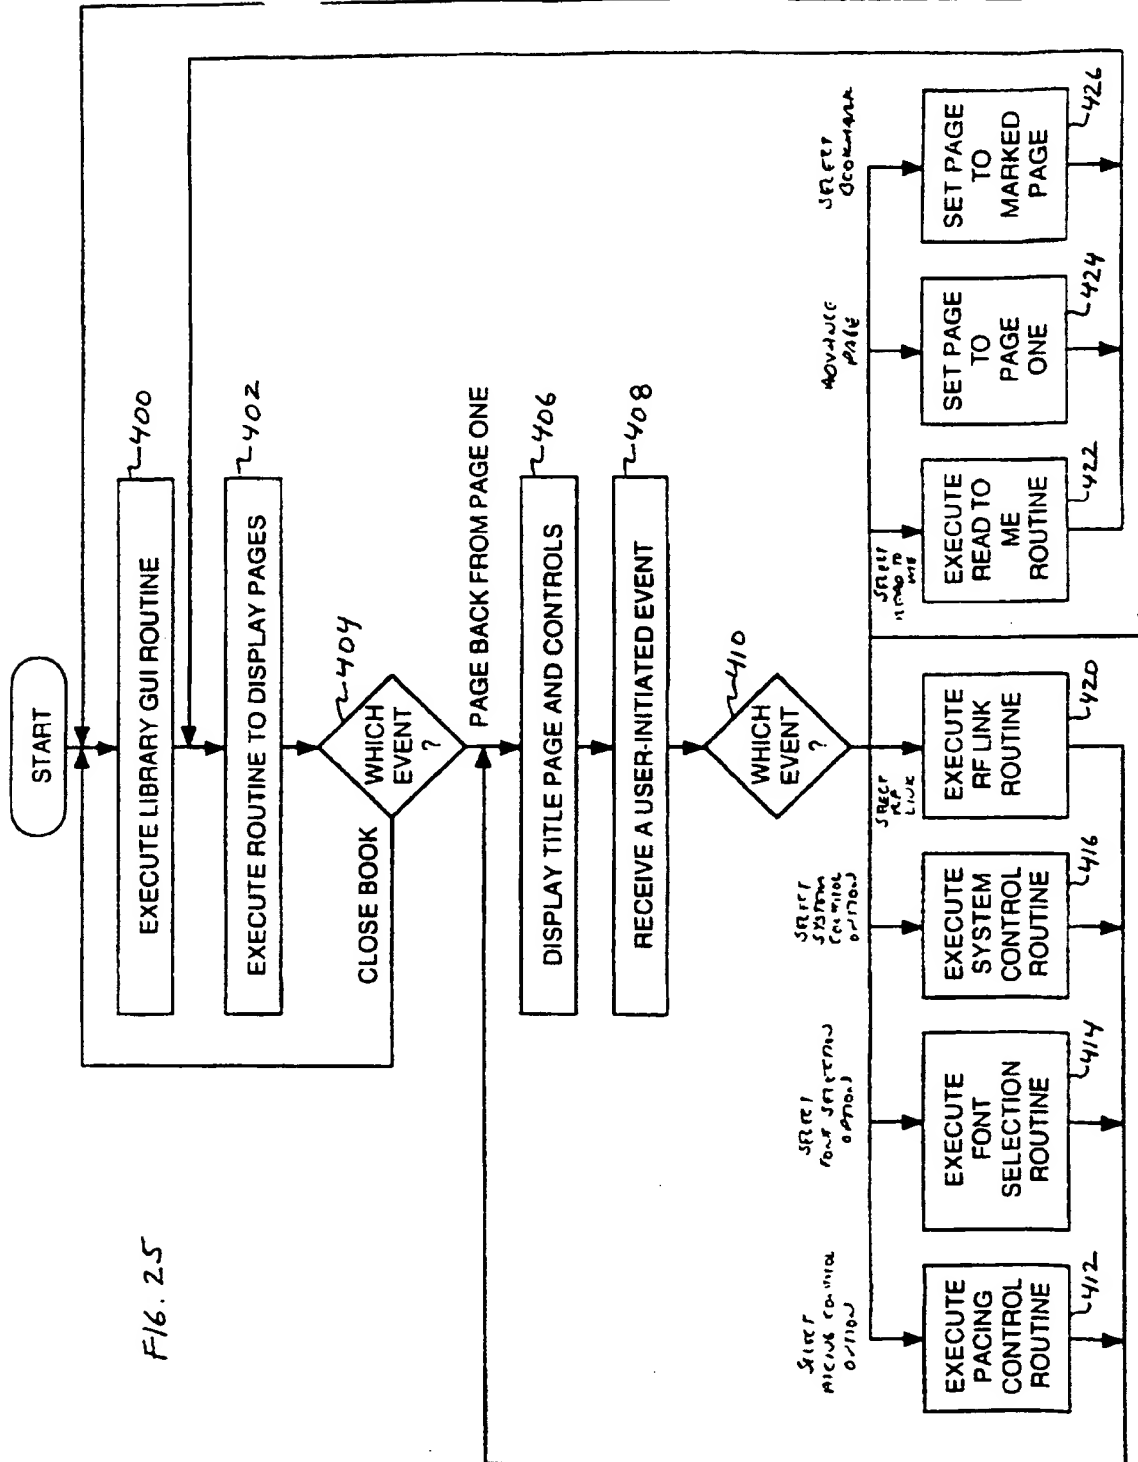 START
EXECUTE LIBRARY GUI ROUTINE
400
EXECUTE ROUTINE TO DISPLAY PAGES
402
WHICH
EVENT
?
404
CLOSE BOOK
PAGE BACK FROM PAGE ONE
DISPLAY TITLE PAGE AND CONTROLS
406
RECEIVE A USER-INITIATED EVENT
408
WHICH
EVENT
?
410
SELECT
PACING CONTROL
OPTION
EXECUTE
PACING
CONTROL
ROUTINE
412
SELECT
FONT SELECTION
OPTION
EXECUTE
FONT
SELECTION
ROUTINE
414
SELECT
SYSTEM
CONTROL
OPTION
EXECUTE
SYSTEM
CONTROL
ROUTINE
416
SELECT
RF
LINK
EXECUTE
RF LINK
ROUTINE
420
SELECT
READ TO
ME
EXECUTE
READ TO
ME
ROUTINE
422
ADVANCE
PAGE
SET PAGE
TO
PAGE
ONE
424
SELECT
BOOKMARK
SET PAGE
TO
MARKED
PAGE
426
FIG. 25